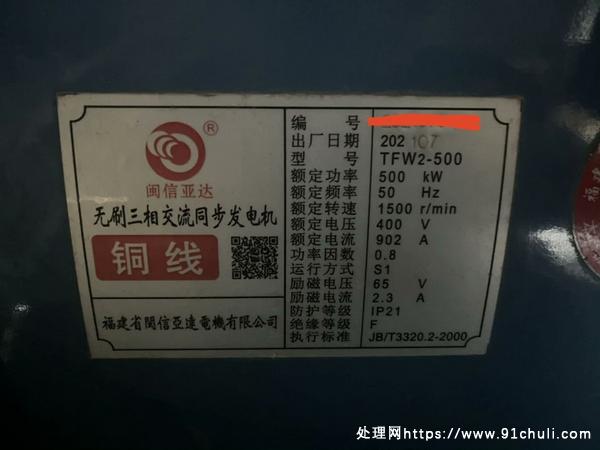 ®
闽信亚达
无刷三相交流同步发电机
铜线
福建省閩信亞達電機有限公司
编号
出厂日期 202 107
型号 TFW2-500
额定功率 500 kW
额定频率 50 Hz
额定转速 1500 r/min
额定电压 400 V
额定电流 902 A
功率因数 0.8
运行方式 S1
励磁电压 65 V
励磁电流 2.3 A
防护等级 IP21
绝缘等级 F
执行标准 JB/T3320.2-2000
福建
处理网https://www.91chuli.com/